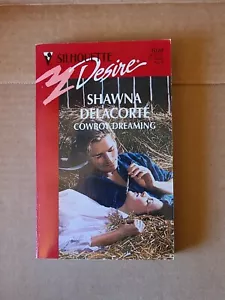 SILHOUETTE
Desire
SHAWNA
DELACORTE
COWBOY DREAMING